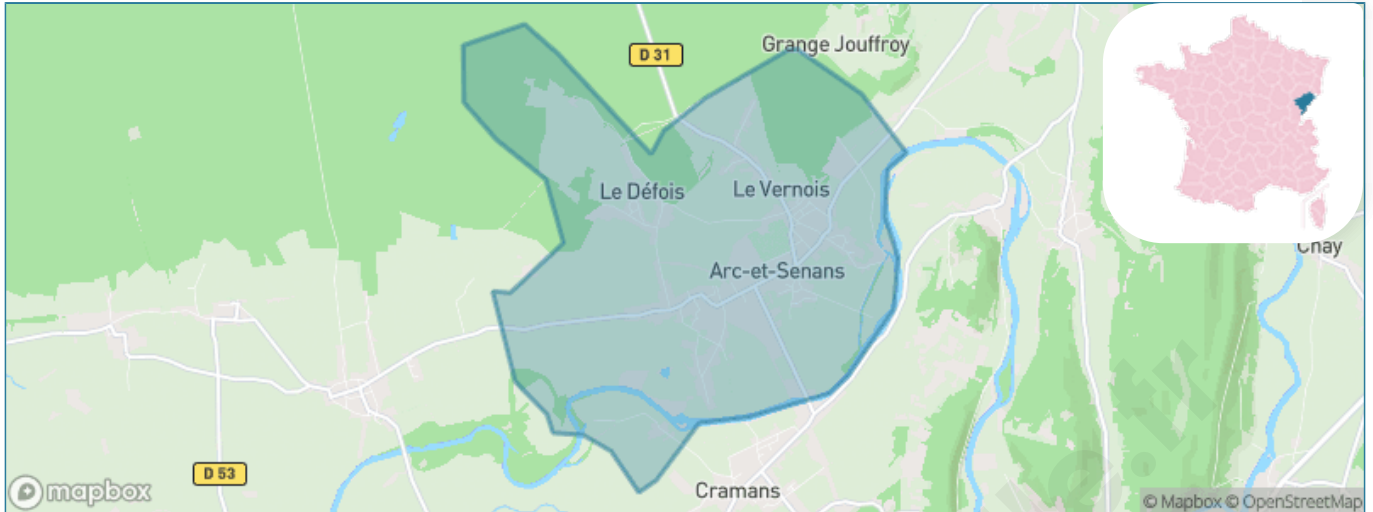 Grange Jouffroy
D 31
Le Défois
Le Vernois
Chay
Arc-et-Senans
D 53
Cramans
mapbox
© Mapbox © OpenStreetMap